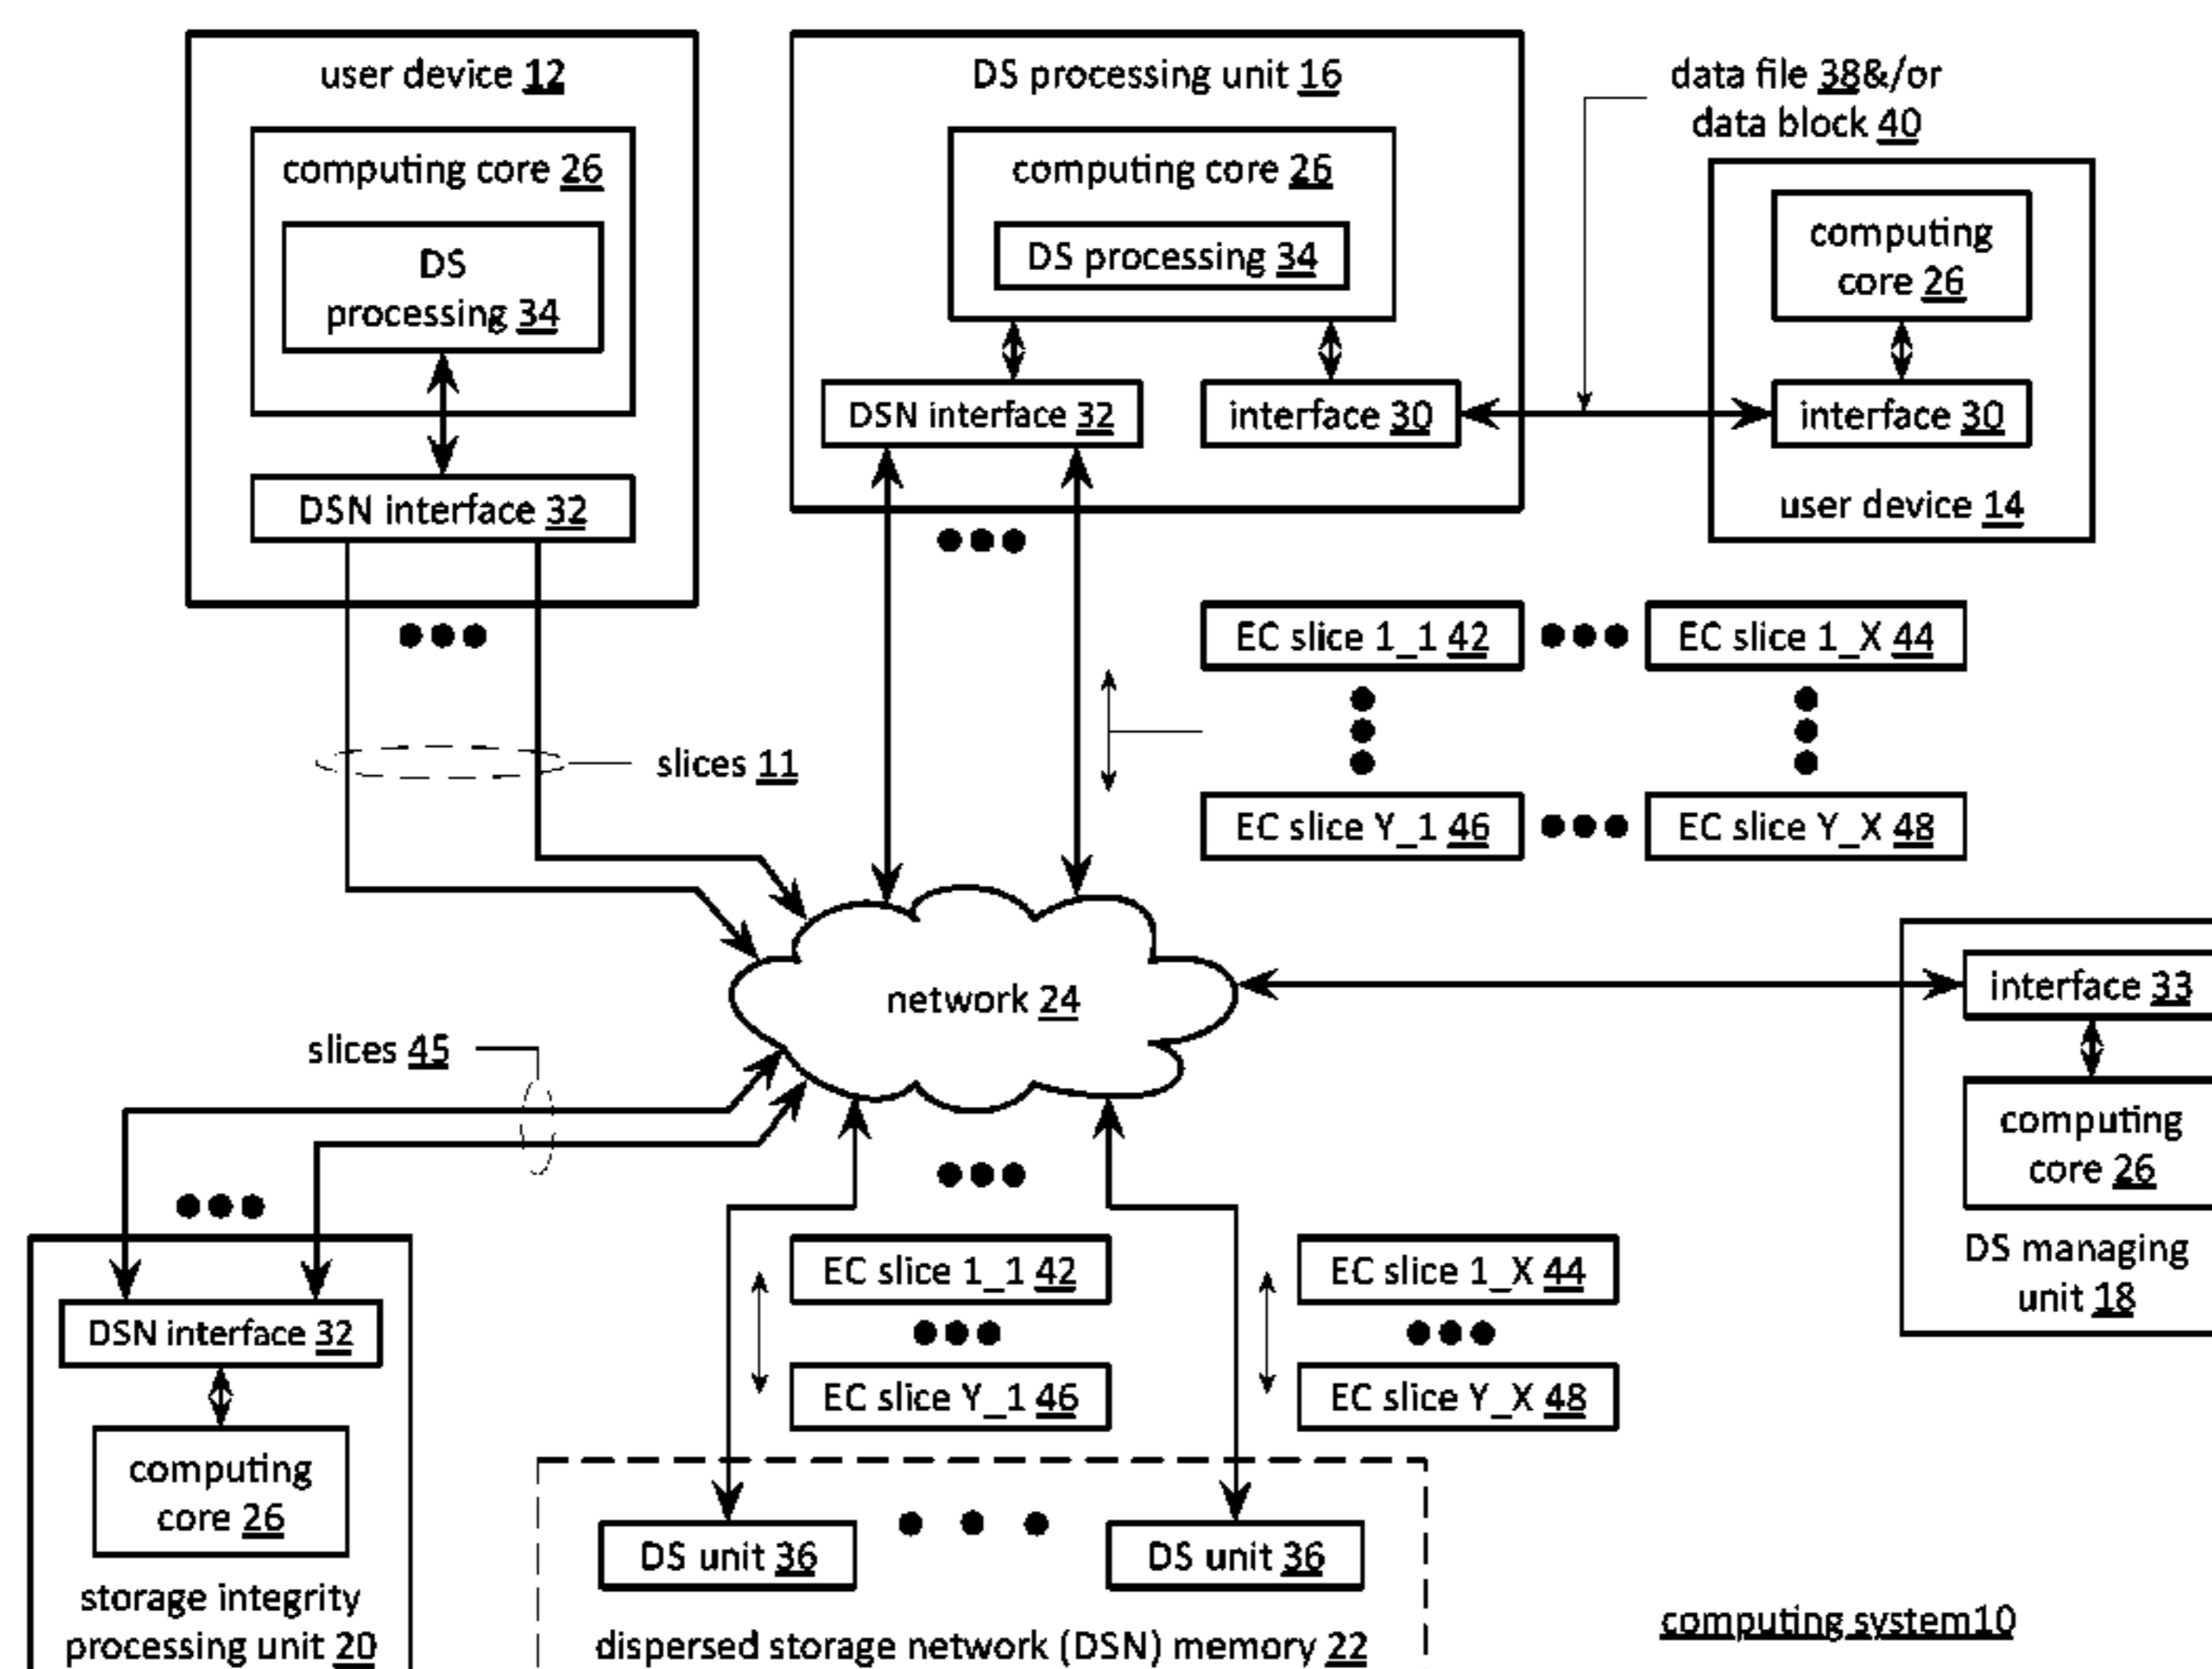 user device 12
computing core 26
DS
processing 34
DSN interface 32
DS processing unit 16
computing core 26
DS processing 34
DSN interface 32
interface 30
data file 38&/or
data block 40
computing
core 26
interface 30
user device 14
EC slice 1_1 42
EC slice 1_X 44
EC slice Y_1 46
EC slice Y_X 48
slices 11
network 24
interface 33
computing
core 26
DS managing
unit 18
slices 45
DSN interface 32
computing
core 26
storage integrity
processing unit 20
EC slice 1_1 42
EC slice Y_1 46
EC slice 1_X 44
EC slice Y_X 48
DS unit 36
DS unit 36
dispersed storage network (DSN) memory 22
computing system10